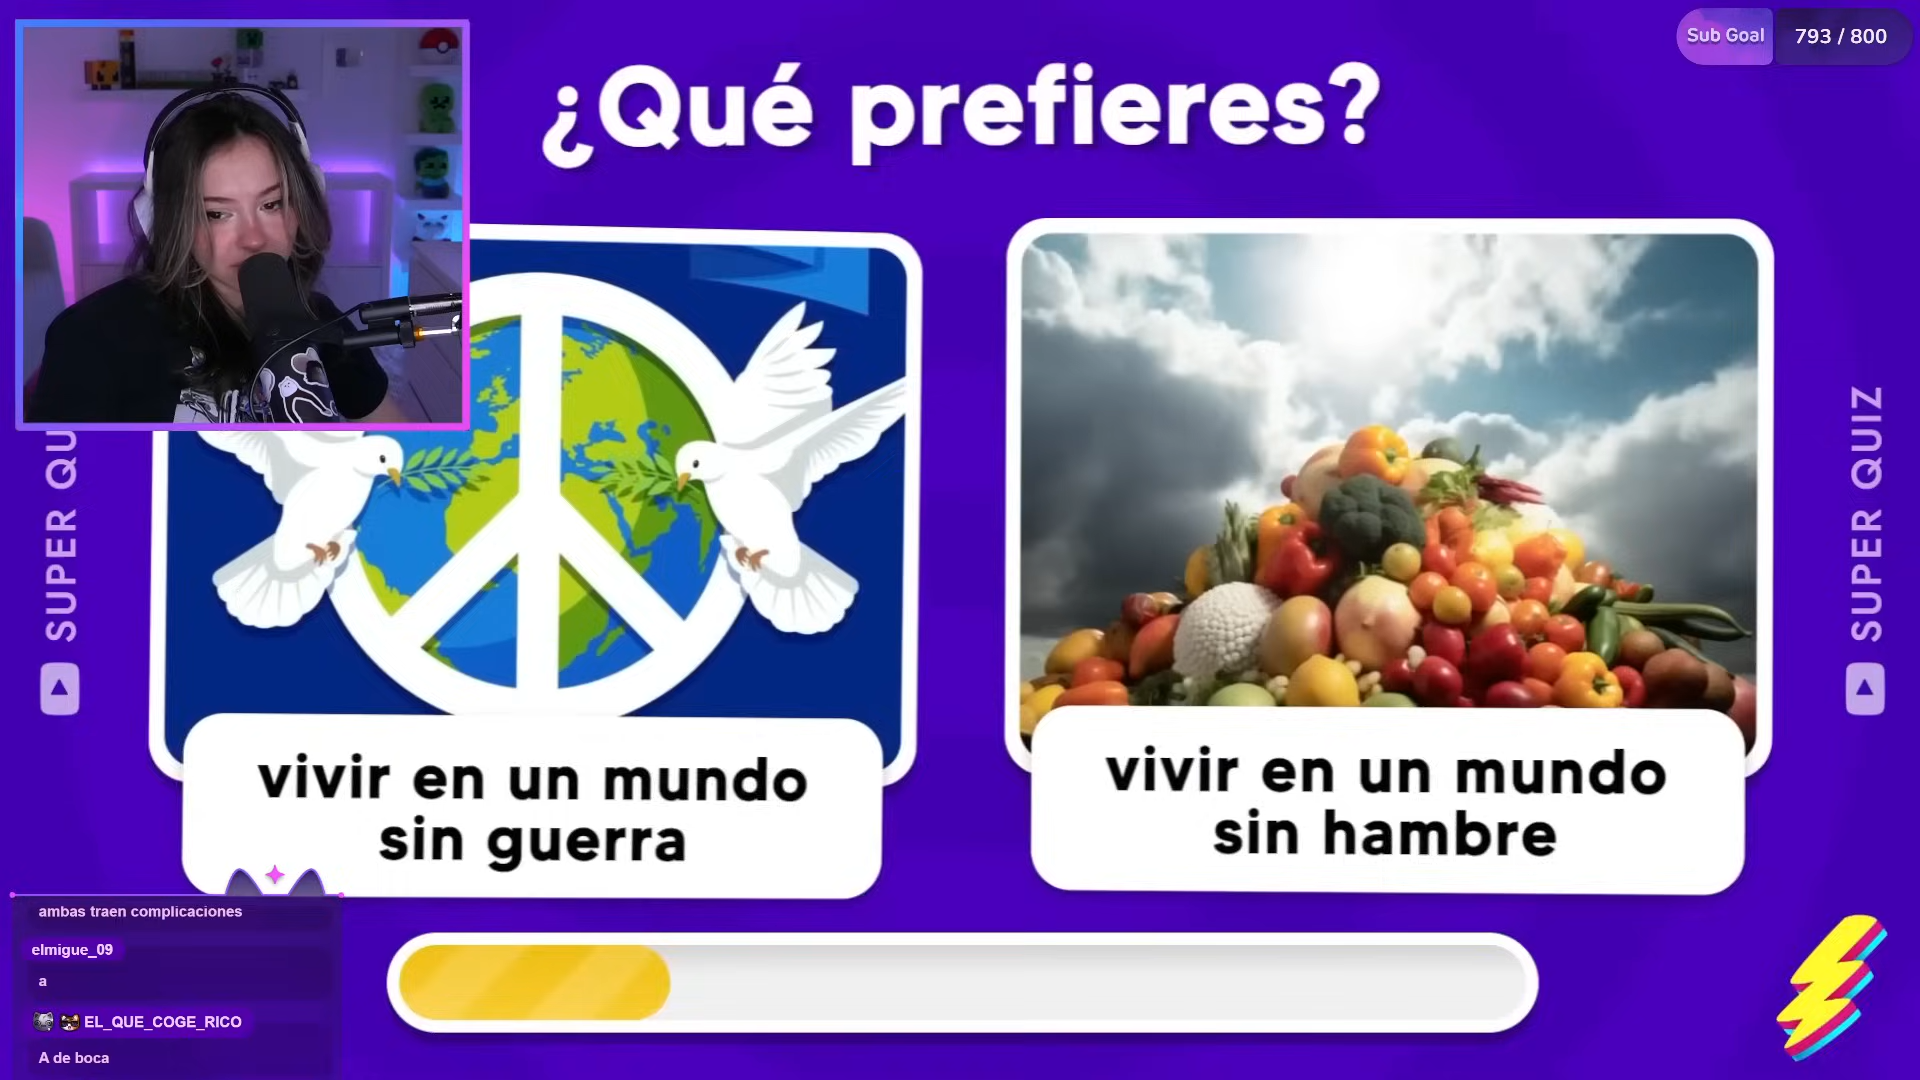 Sub Goal
793 / 800
¿Qué prefieres?
SUPER QU
SUPER QUIZ
vivir en un mundo
sin guerra
vivir en un mundo
sin hambre
ambas traen complicaciones
elmigue_09
a
EL_QUE_COGE_RICO
A de boca